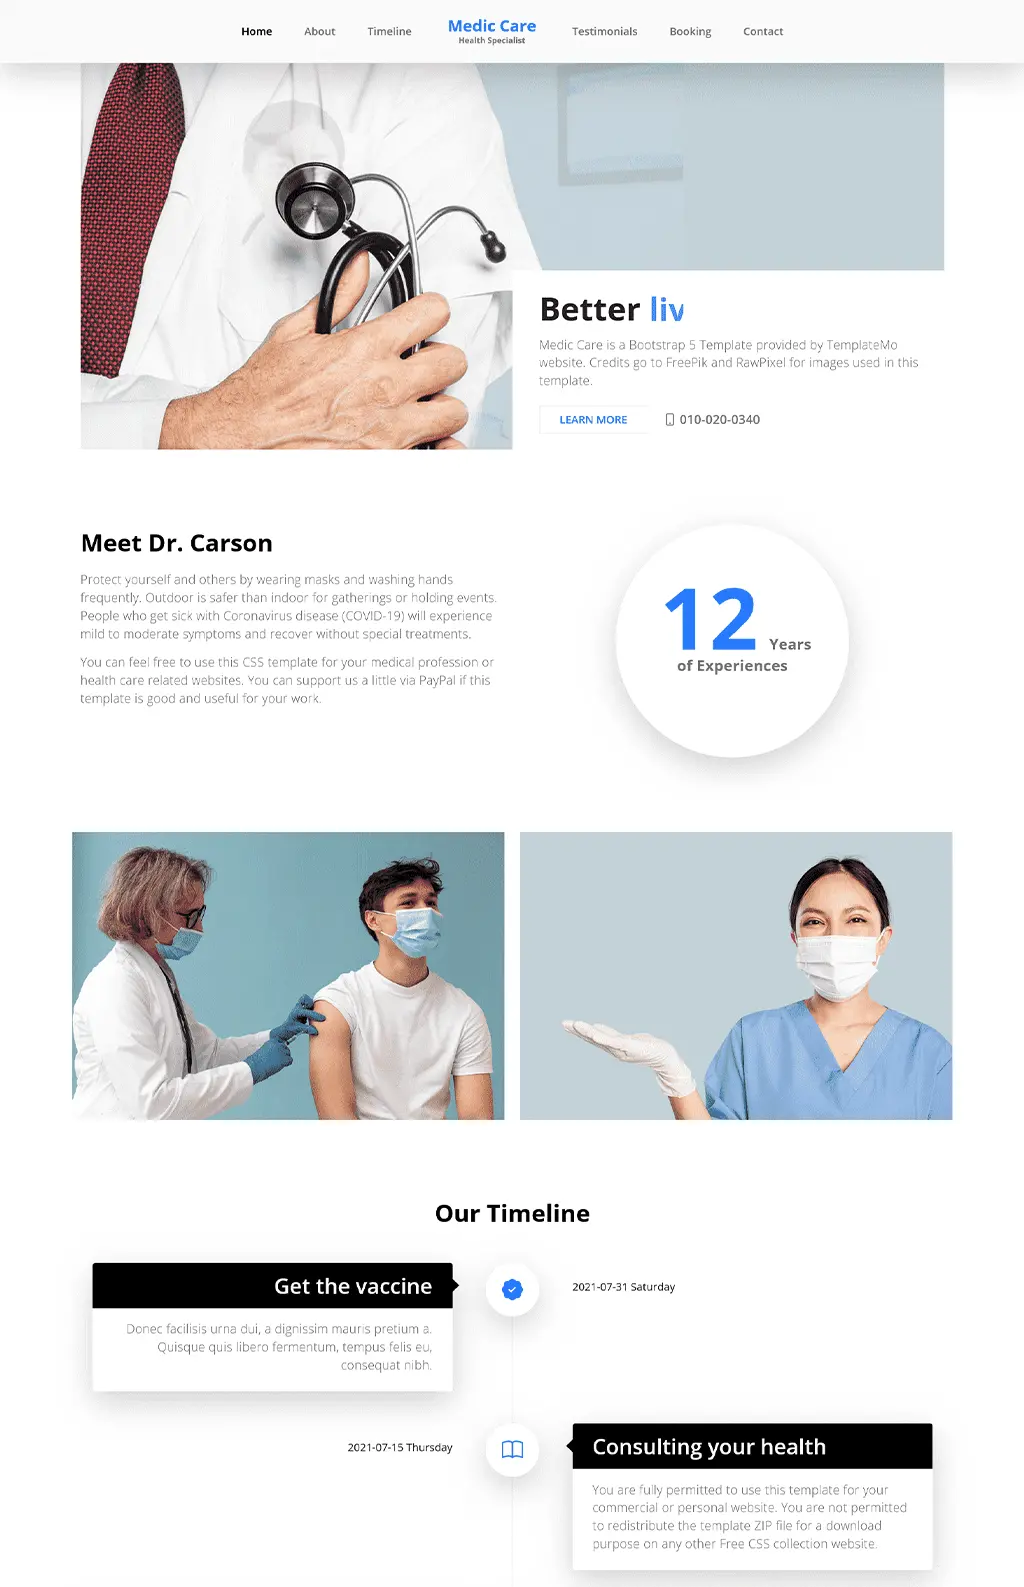 Home
About
Timeline
Medic Care
Health Specialist
Testimonials
Booking
Contact
Better liv
Medic Care is a Bootstrap 5 Template provided by TemplateMo
website. Credits go to FreePik and RawPixel for images used in this
template.
LEARN MORE
010-020-0340
Meet Dr. Carson
Protect yourself and others by wearing masks and washing hands
frequently. Outdoor is safer than indoor for gatherings or holding events.
People who get sick with Coronavirus disease (COVID-19) will experience
mild to moderate symptoms and recover without special treatments.
You can feel free to use this CSS template for your medical profession or
health care related websites. You can support us a little via PayPal if this
template is good and useful for your work.
12 Years
of Experiences
Our Timeline
Get the vaccine
2021-07-31 Saturday
Donec facilisis urna dui, a dignissim mauris pretium a.
Quisque quis libero fermentum, tempus felis eu,
consequat nibh.
2021-07-15 Thursday
Consulting your health
You are fully permitted to use this template for your
commercial or personal website. You are not permitted
to redistribute the template ZIP file for a download
purpose on any other Free CSS collection website.